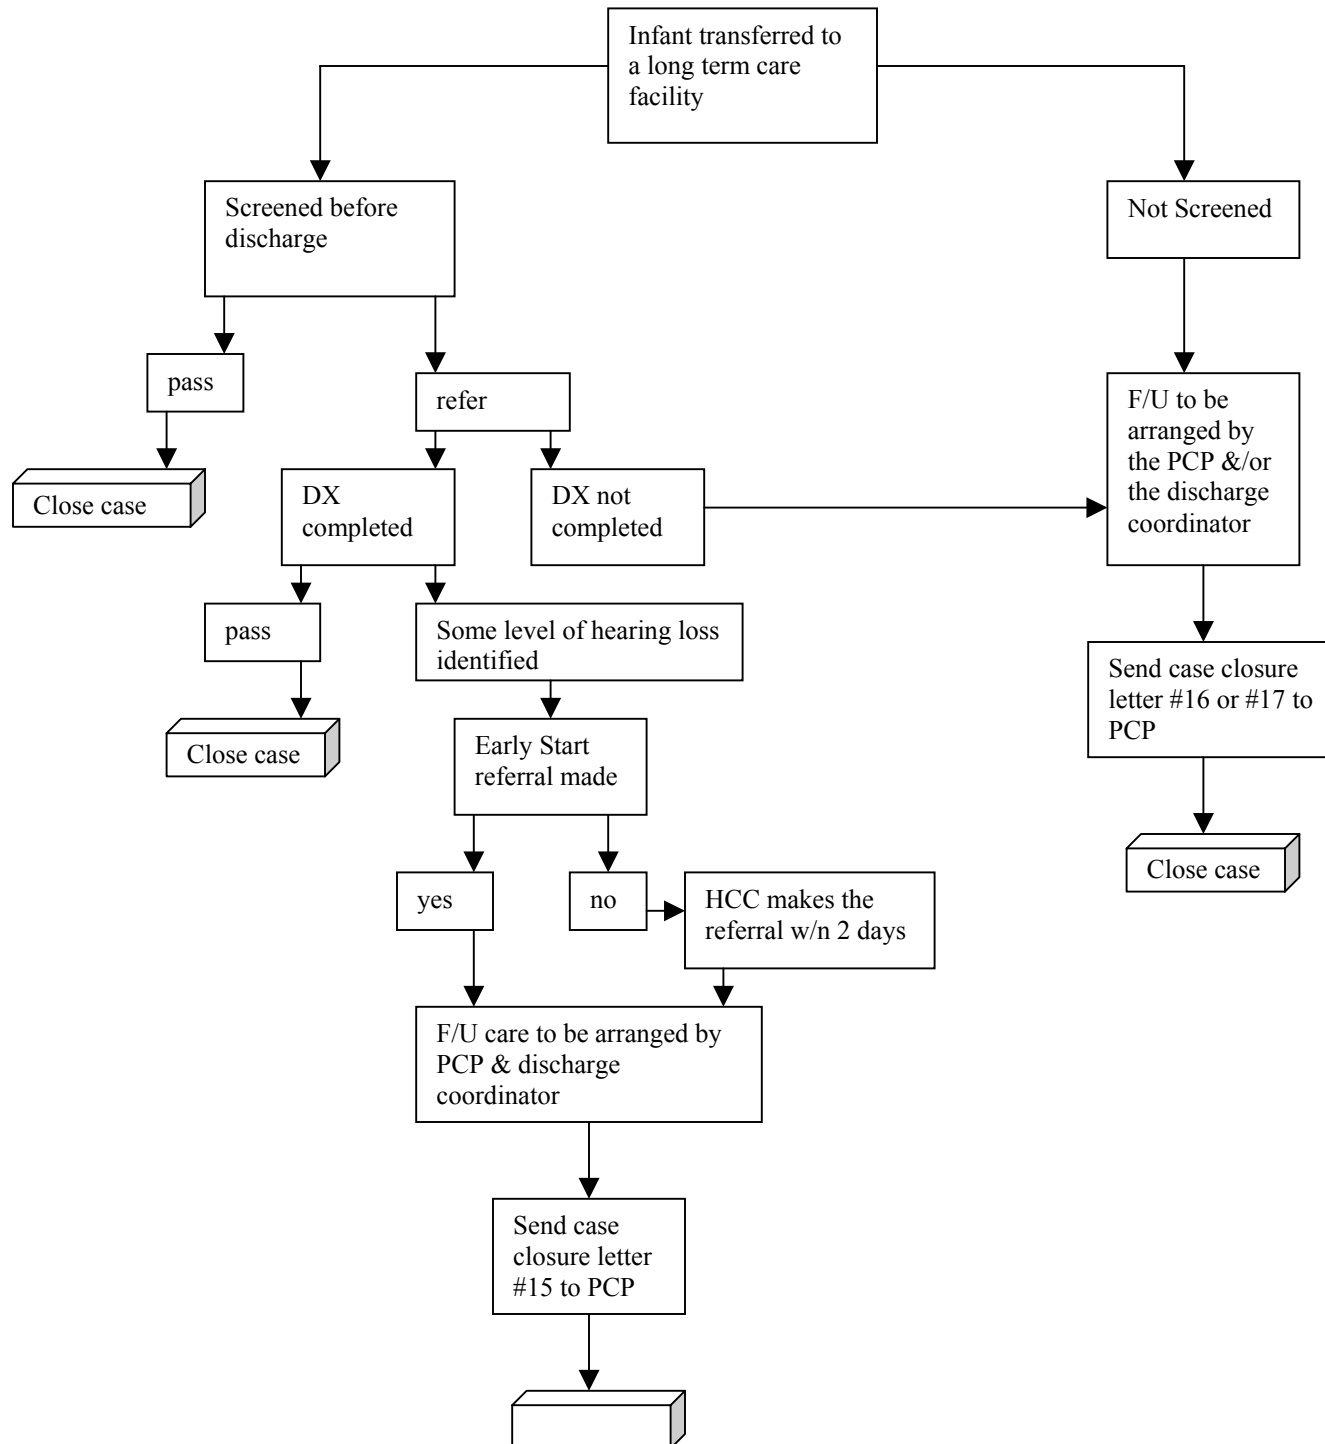 Infant transferred to
a long term care
facility
Screened before
discharge
Not Screened
pass
refer
F/U to be
arranged by
the PCP &/or
the discharge
coordinator
Close case
DX
completed
DX not
completed
pass
Some level of hearing loss
identified
Send case closure
letter #16 or #17 to
PCP
Close case
Early Start
referral made
Close case
yes
no
HCC makes the
referral w/n 2 days
F/U care to be arranged by
PCP & discharge
coordinator
Send case
closure letter
#15 to PCP